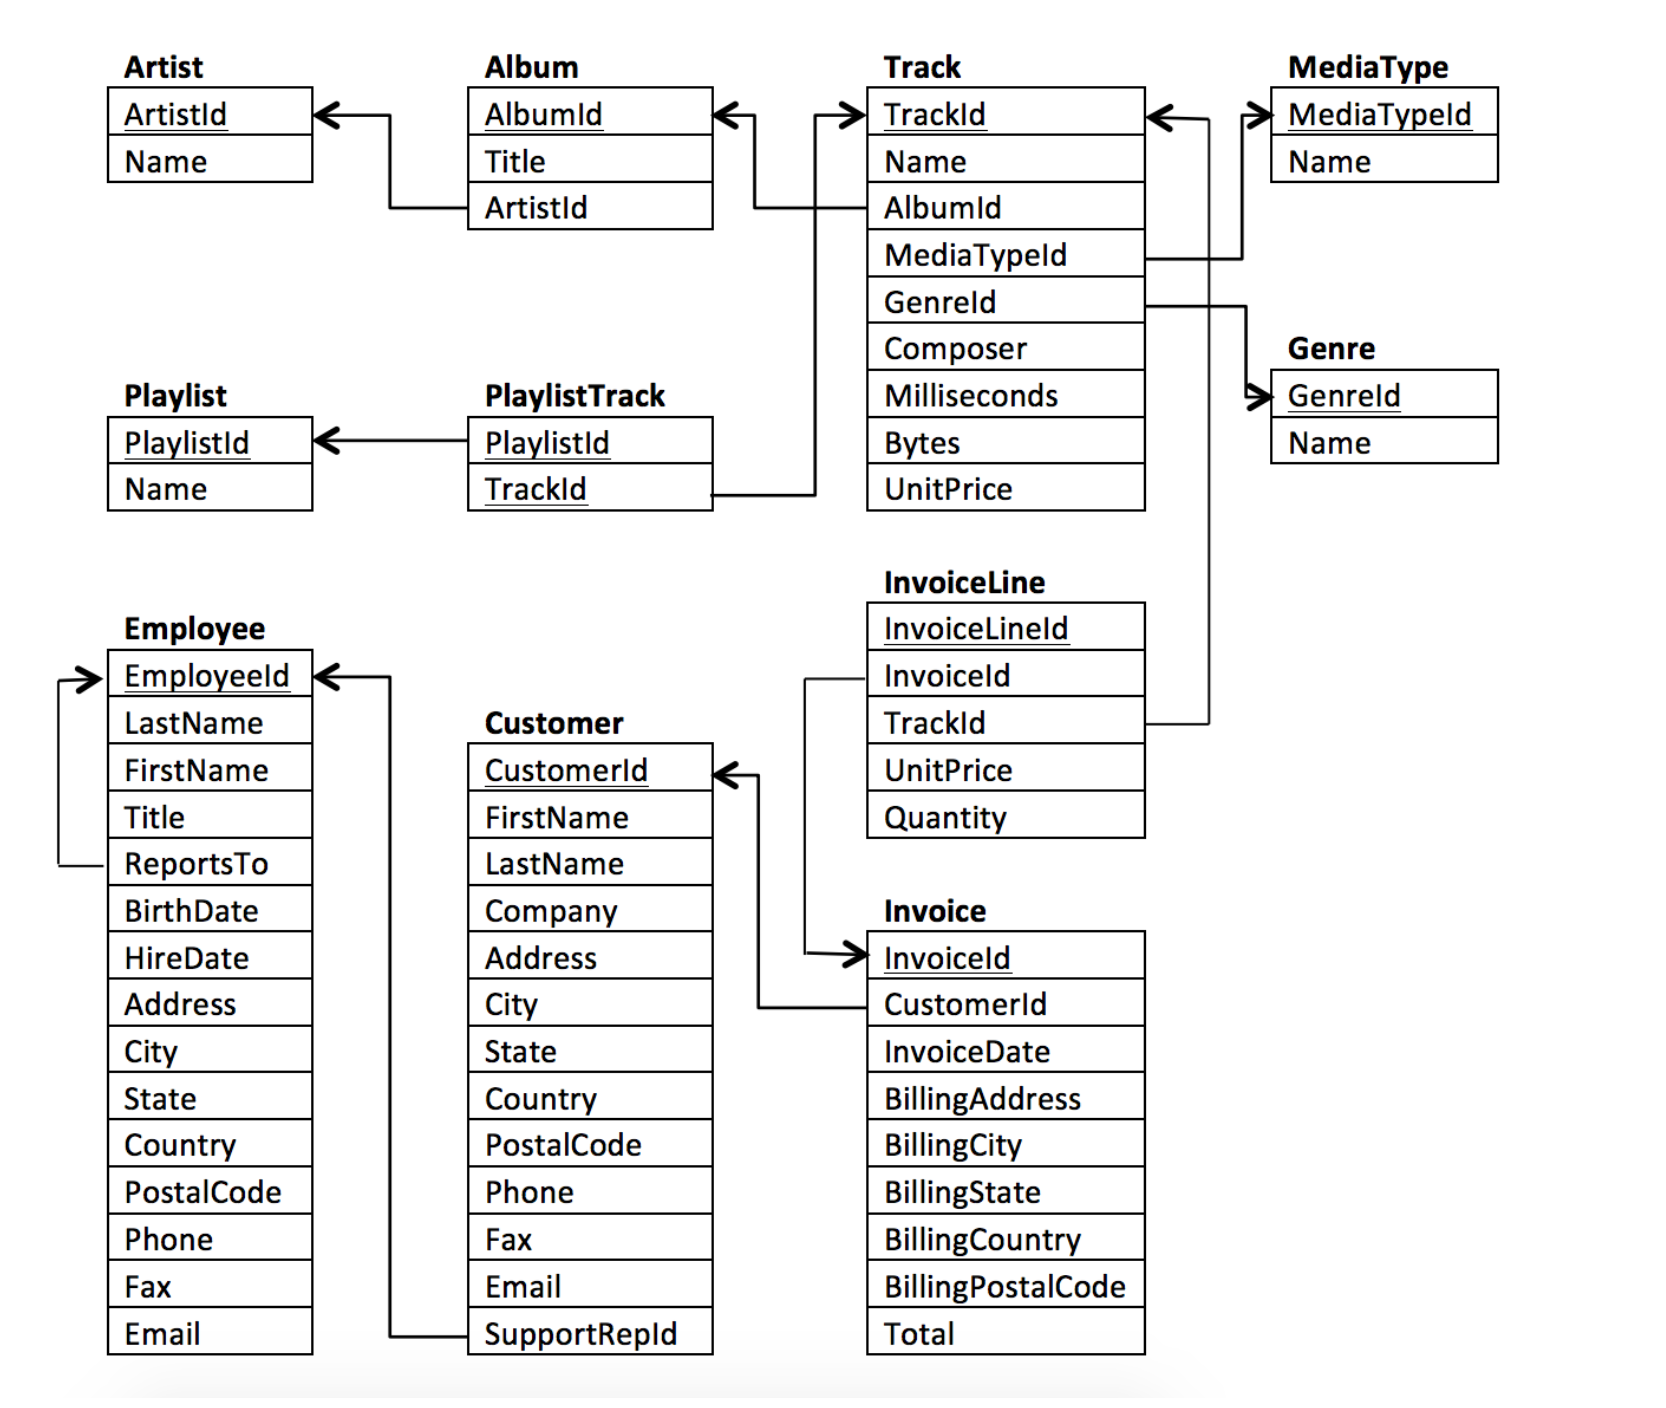 Artist
ArtistId
Name
Album
AlbumId
Title
ArtistId
Track
TrackId
Name
AlbumId
MediaTypeId
GenreId
Composer
Milliseconds
Bytes
UnitPrice
MediaType
MediaTypeId
Name
Genre
GenreId
Name
Playlist
PlaylistId
Name
PlaylistTrack
PlaylistId
TrackId
Employee
EmployeeId
LastName
FirstName
Title
ReportsTo
BirthDate
HireDate
Address
City
State
Country
PostalCode
Phone
Fax
Email
Customer
CustomerId
FirstName
LastName
Company
Address
City
State
Country
PostalCode
Phone
Fax
Email
SupportRepId
InvoiceLine
InvoiceLineId
InvoiceId
TrackId
UnitPrice
Quantity
Invoice
InvoiceId
CustomerId
InvoiceDate
BillingAddress
BillingCity
BillingState
BillingCountry
BillingPostalCode
Total